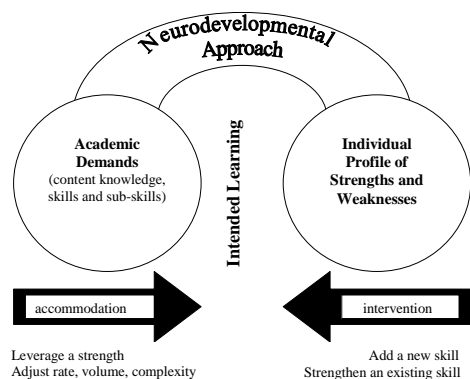 Neurodevelopmental
Approach
Academic
Demands
(content knowledge,
skills and sub-skills)
Intended Learning
Individual
Profile of
Strengths and
Weaknesses
accommodation
intervention
Leverage a strength
Adjust rate, volume, complexity
Add a new skill
Strengthen an existing skill